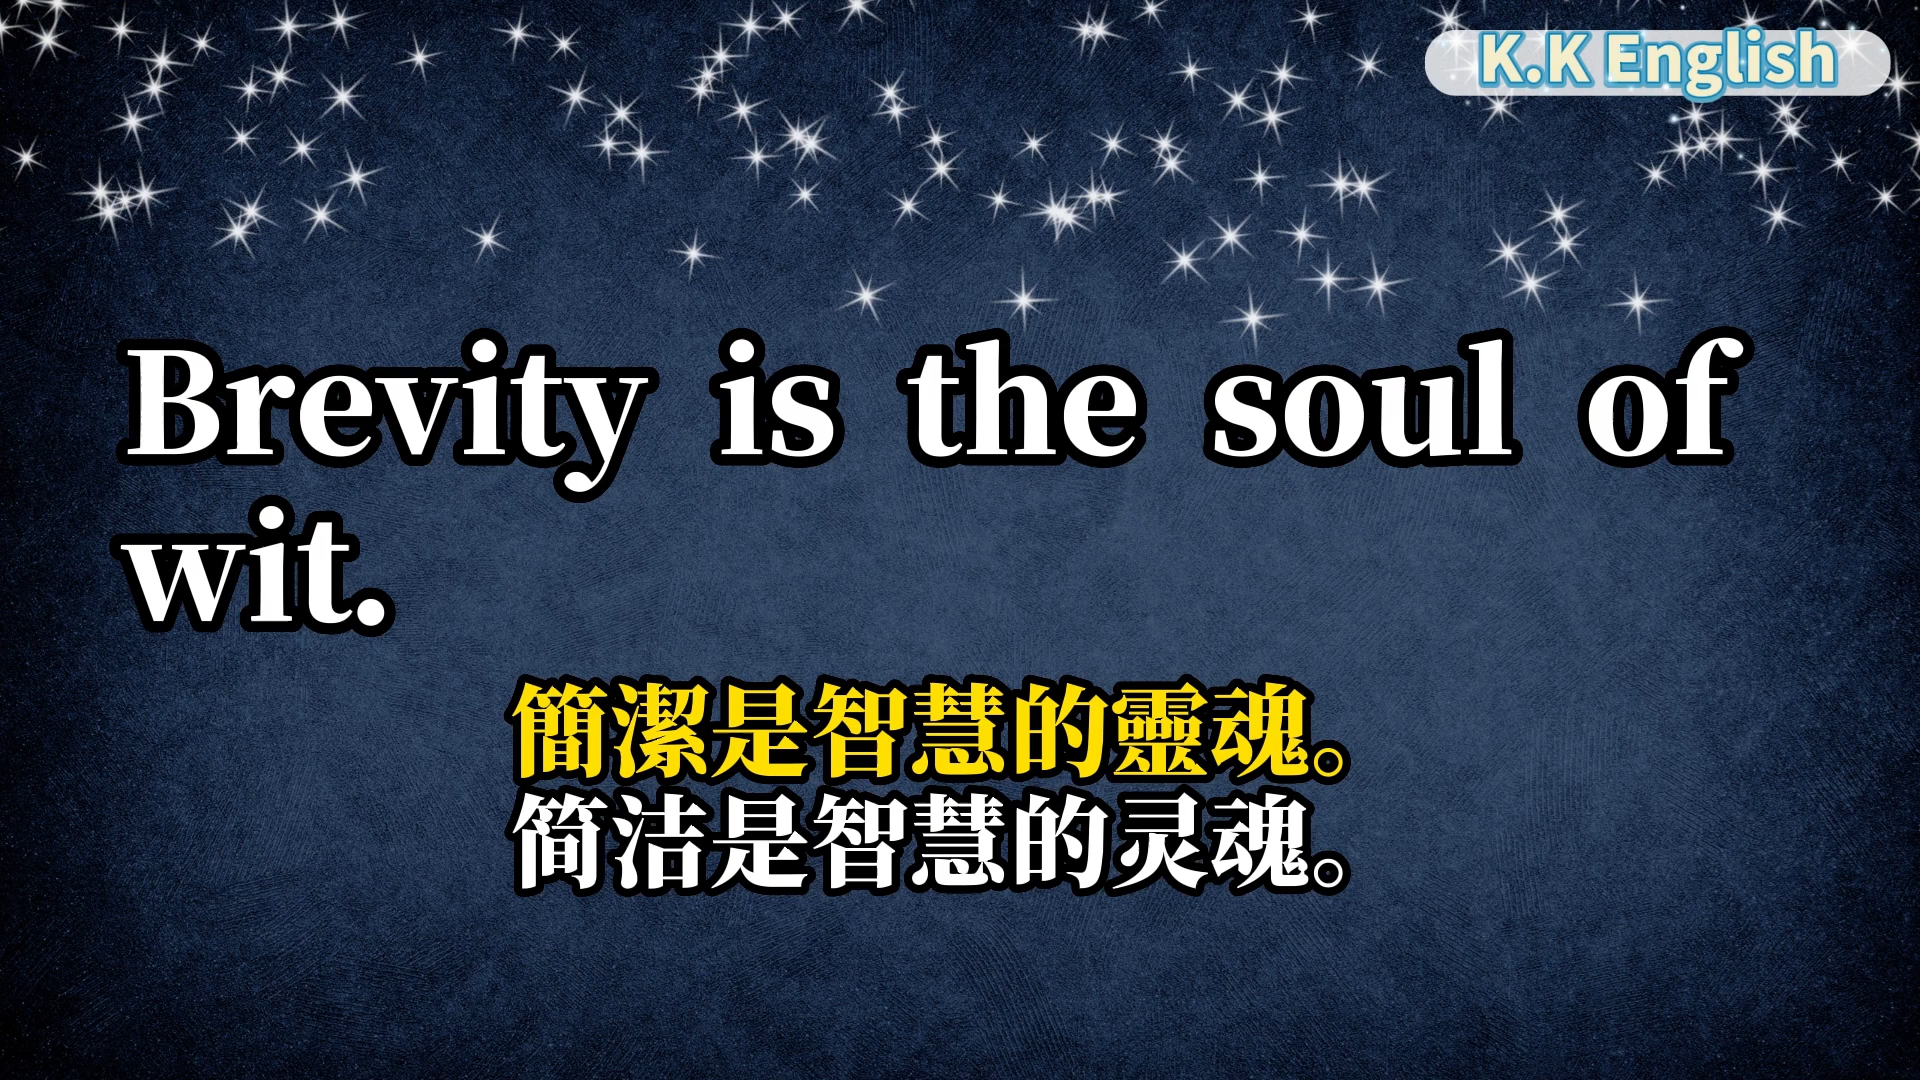 K.K English
Brevity is the soul of
wit.
簡潔是智慧的靈魂。
简洁是智慧的灵魂。